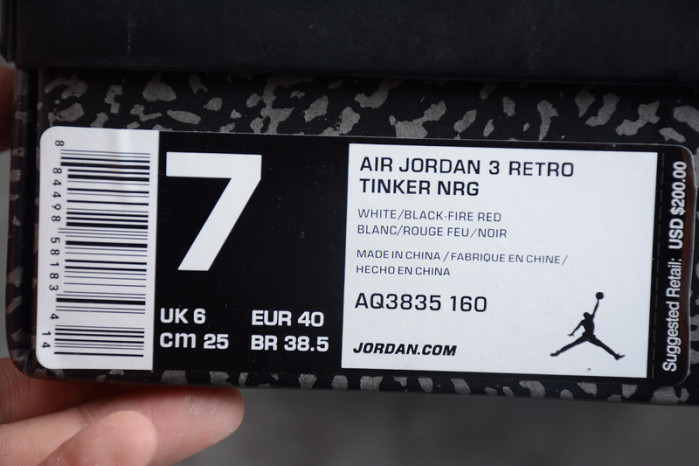 8 84498 58183 4 14
7
UK 6 EUR 40
cm 25 BR 38.5
AIR JORDAN 3 RETRO
TINKER NRG
WHITE/BLACK-FIRE RED
BLANC/ROUGE FEU/NOIR
MADE IN CHINA / FABRIQUÉ EN CHINE /
HECHO EN CHINA
AQ3835 160
JORDAN.COM
Suggested Retail: USD $200.00